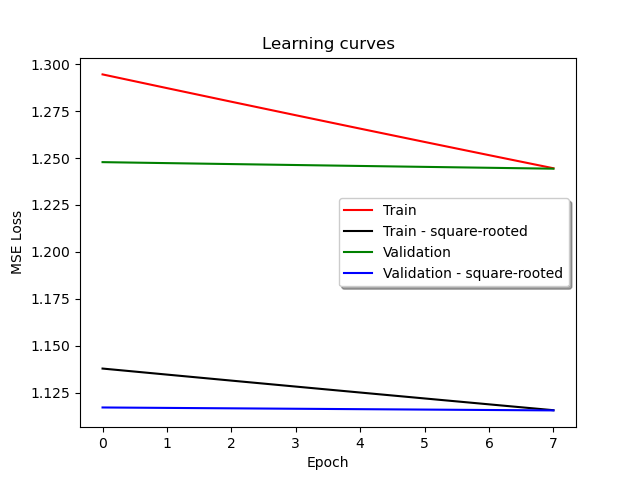 Learning curves
1.300
1.275
1.250
1.225
1.200
1.175
1.150
1.125
MSE Loss
Train
Train - square-rooted
Validation
Validation - square-rooted
0 1 2 3 4 5 6 7
Epoch